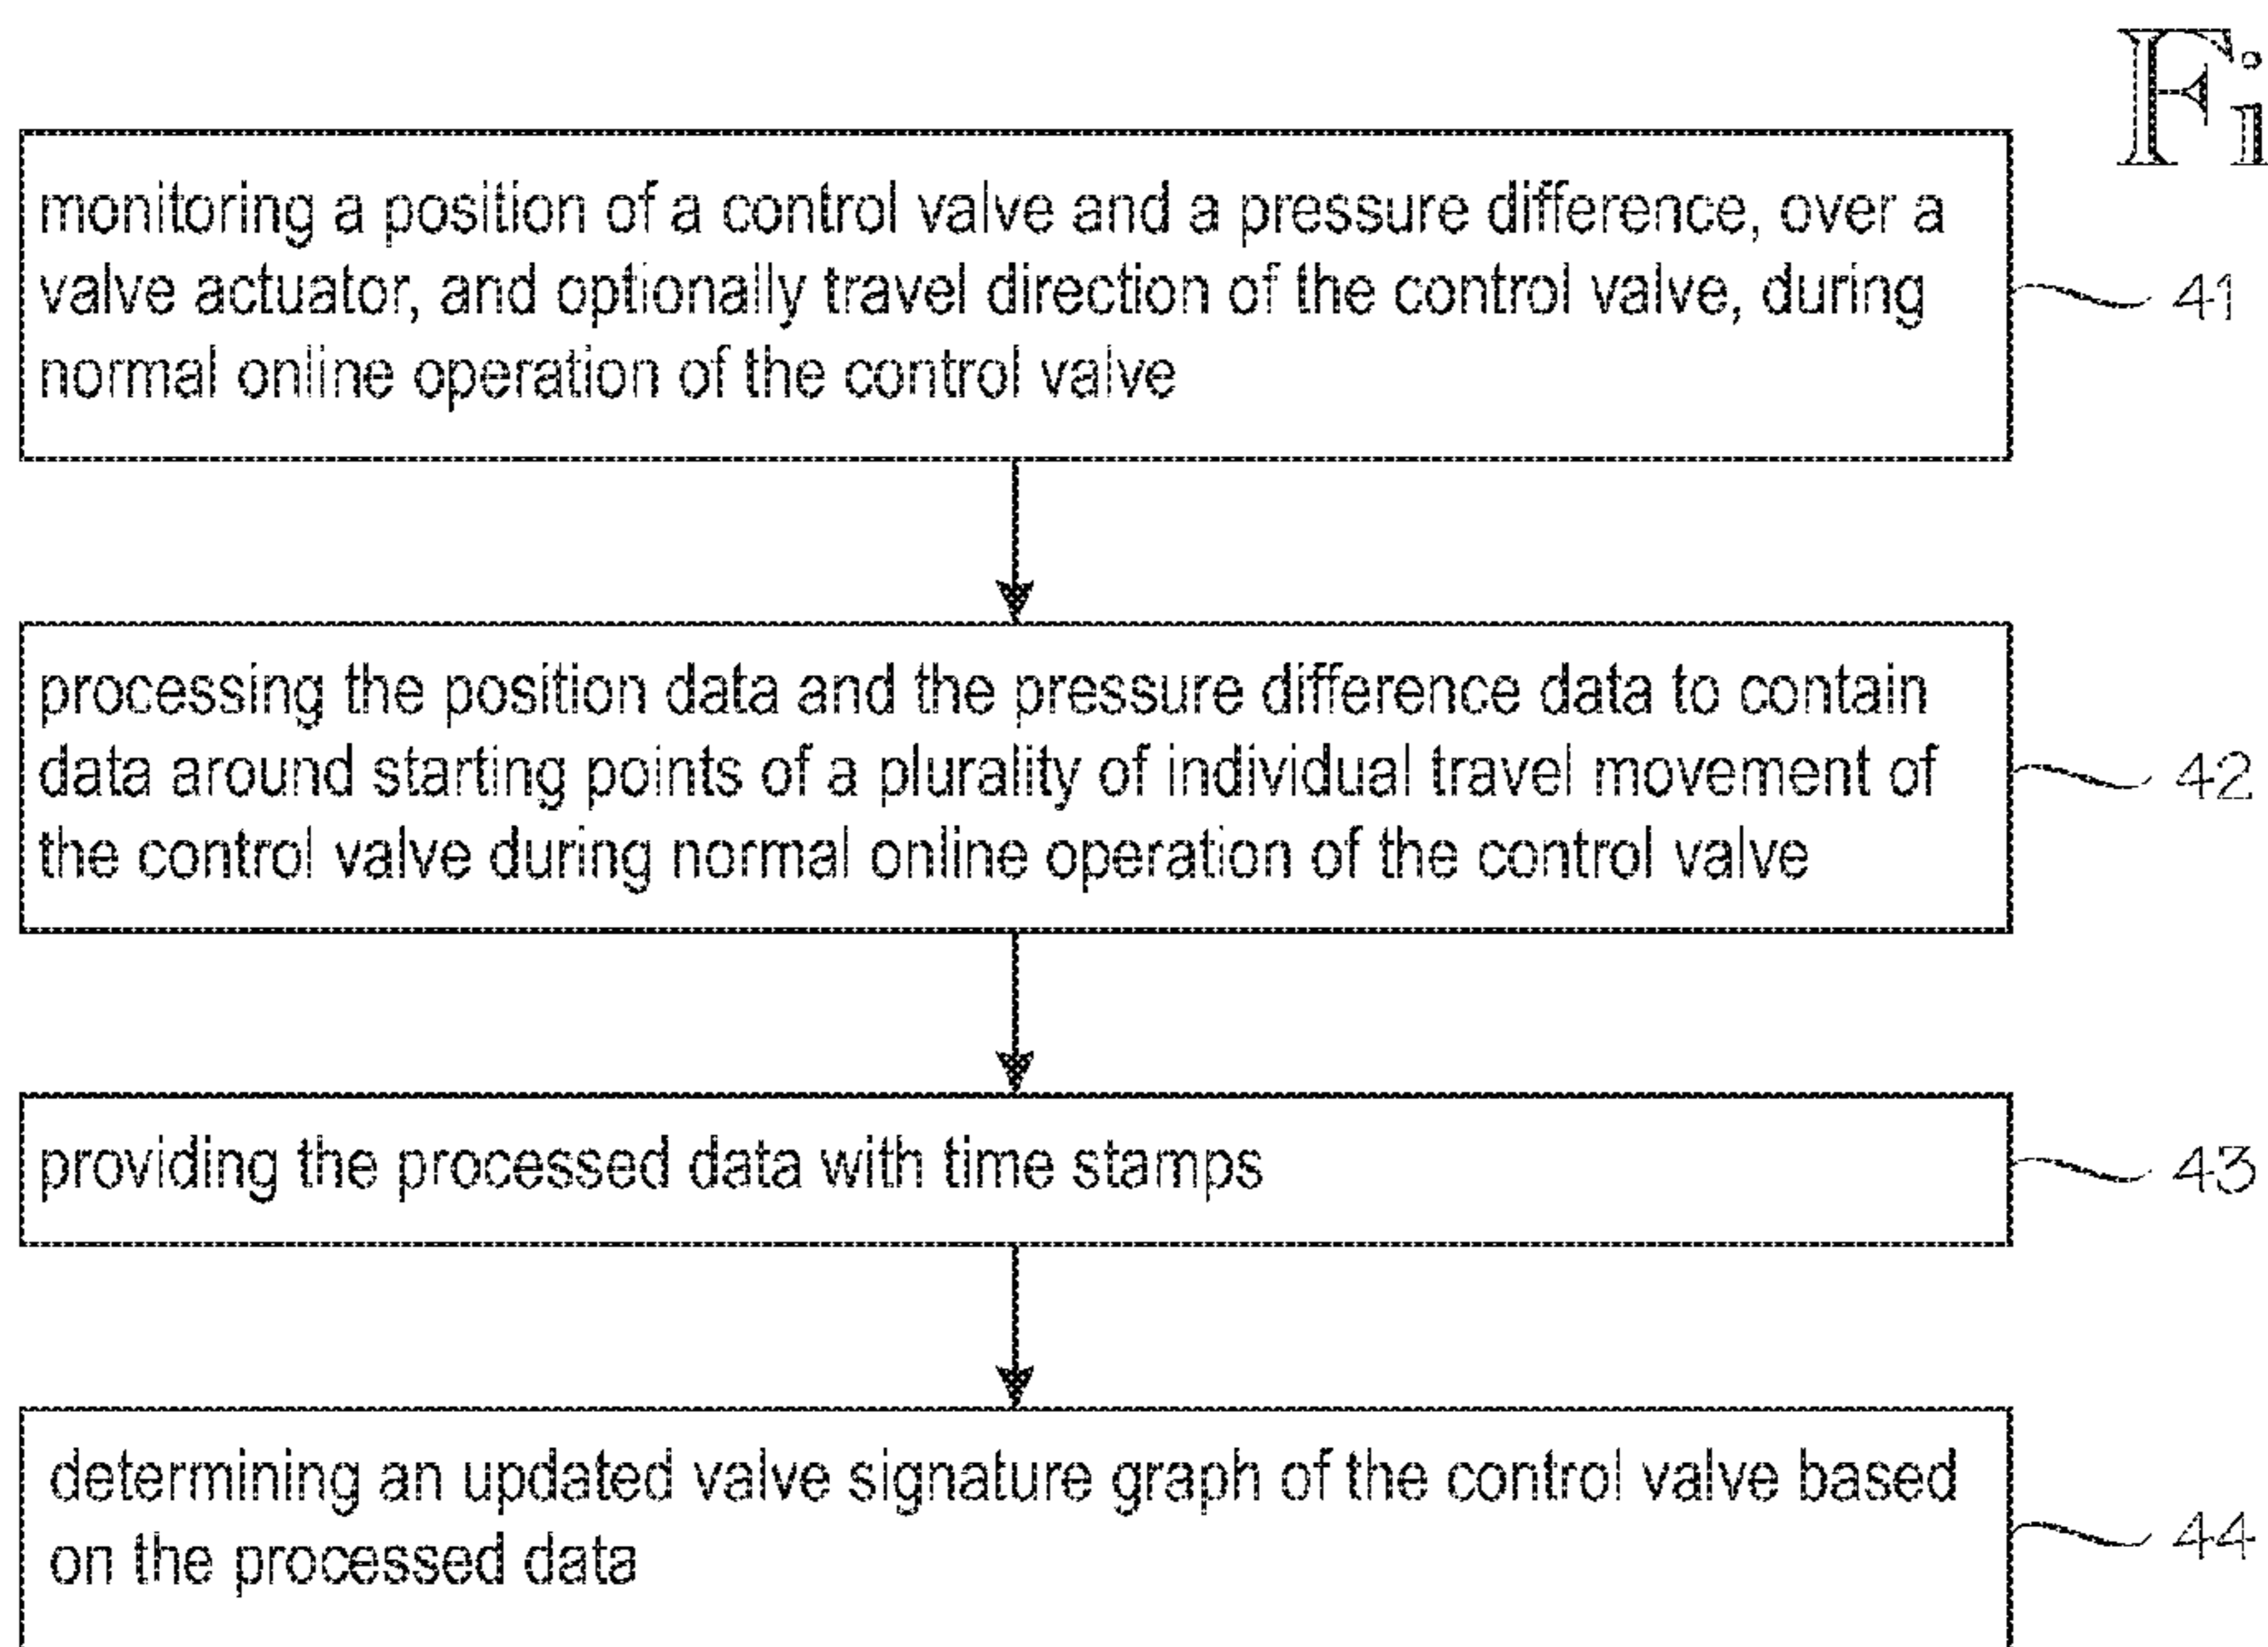 Fi
monitoring a position of a control valve and a pressure difference, over a
valve actuator, and optionally travel direction of the control valve, during
normal online operation of the control valve
41
processing the position data and the pressure difference data to contain
data around starting points of a plurality of individual travel movement of
the control valve during normal online operation of the control valve
42
providing the processed data with time stamps
43
determining an updated valve signature graph of the control valve based
on the processed data
44